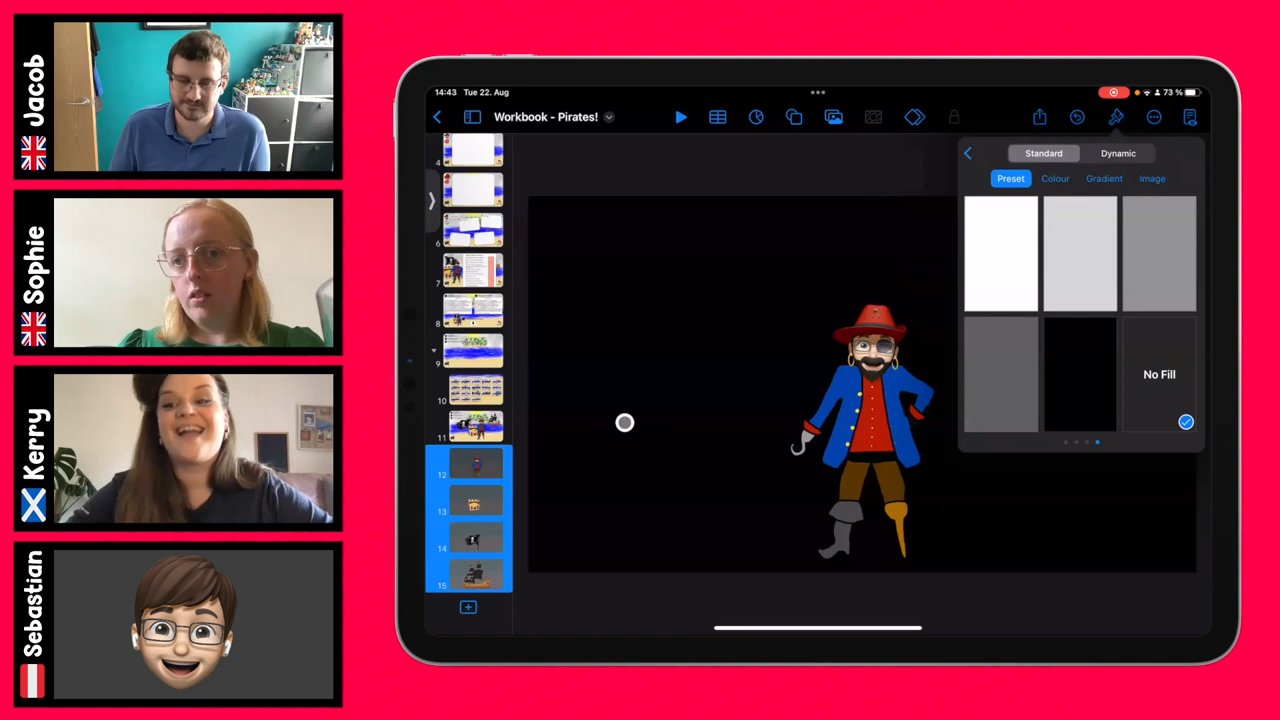 Jacob
Sophie
Kerry
Sebastian
14:43 Tue 22. Aug
73 %
Workbook - Pirates!
Standard Dynamic
Preset Colour Gradient Image
No Fill
4
6
7
8
9
10
11
12
13
14
15